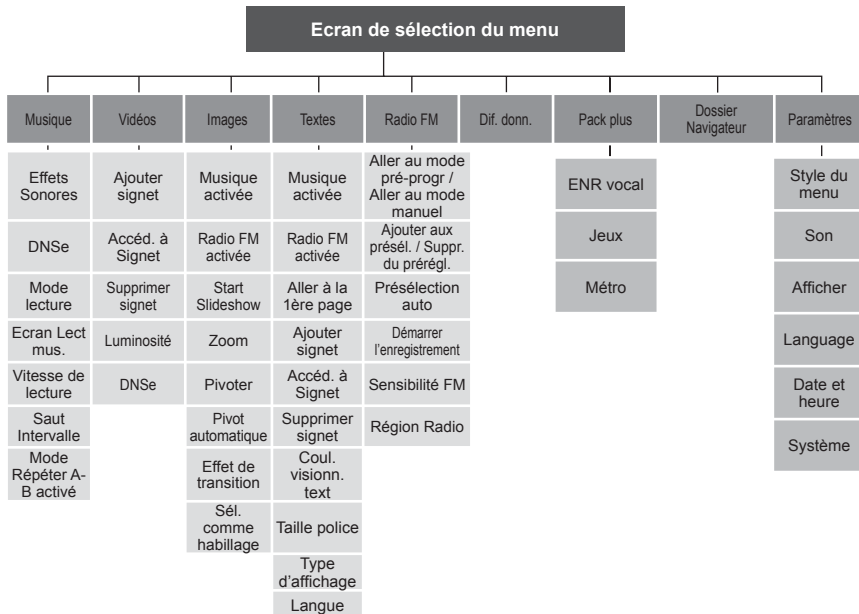 Ecran de sélection du menu
Musique
Vidéos
Images
Textes
Radio FM
Dif. donn.
Pack plus
Dossier
Navigateur
Paramètres
Effets
Sonores
DNSe
Mode
lecture
Ecran Lect
mus.
Vitesse de
lecture
Saut
Intervalle
Mode
Répéter A-
B activé
Ajouter
signet
Accéd. à
Signet
Supprimer
signet
Luminosité
DNSe
Musique
activée
Radio FM
activée
Start
Slideshow
Zoom
Pivoter
Pivot
automatique
Effet de
transition
Sél.
comme
habillage
Musique
activée
Radio FM
activée
Aller à la
1ère page
Ajouter
signet
Accéd. à
Signet
Supprimer
signet
Coul.
visionn.
text
Taille police
Type
d'affichage
Langue
Aller au mode
pré-progr /
Aller au mode
manuel
Ajouter aux
présél. / Suppr.
du prérégl.
Présélection
auto
Démarrer
l'enregistrement
Sensibilité FM
Région Radio
ENR vocal
Jeux
Métro
Style du
menu
Son
Afficher
Language
Date et
heure
Système